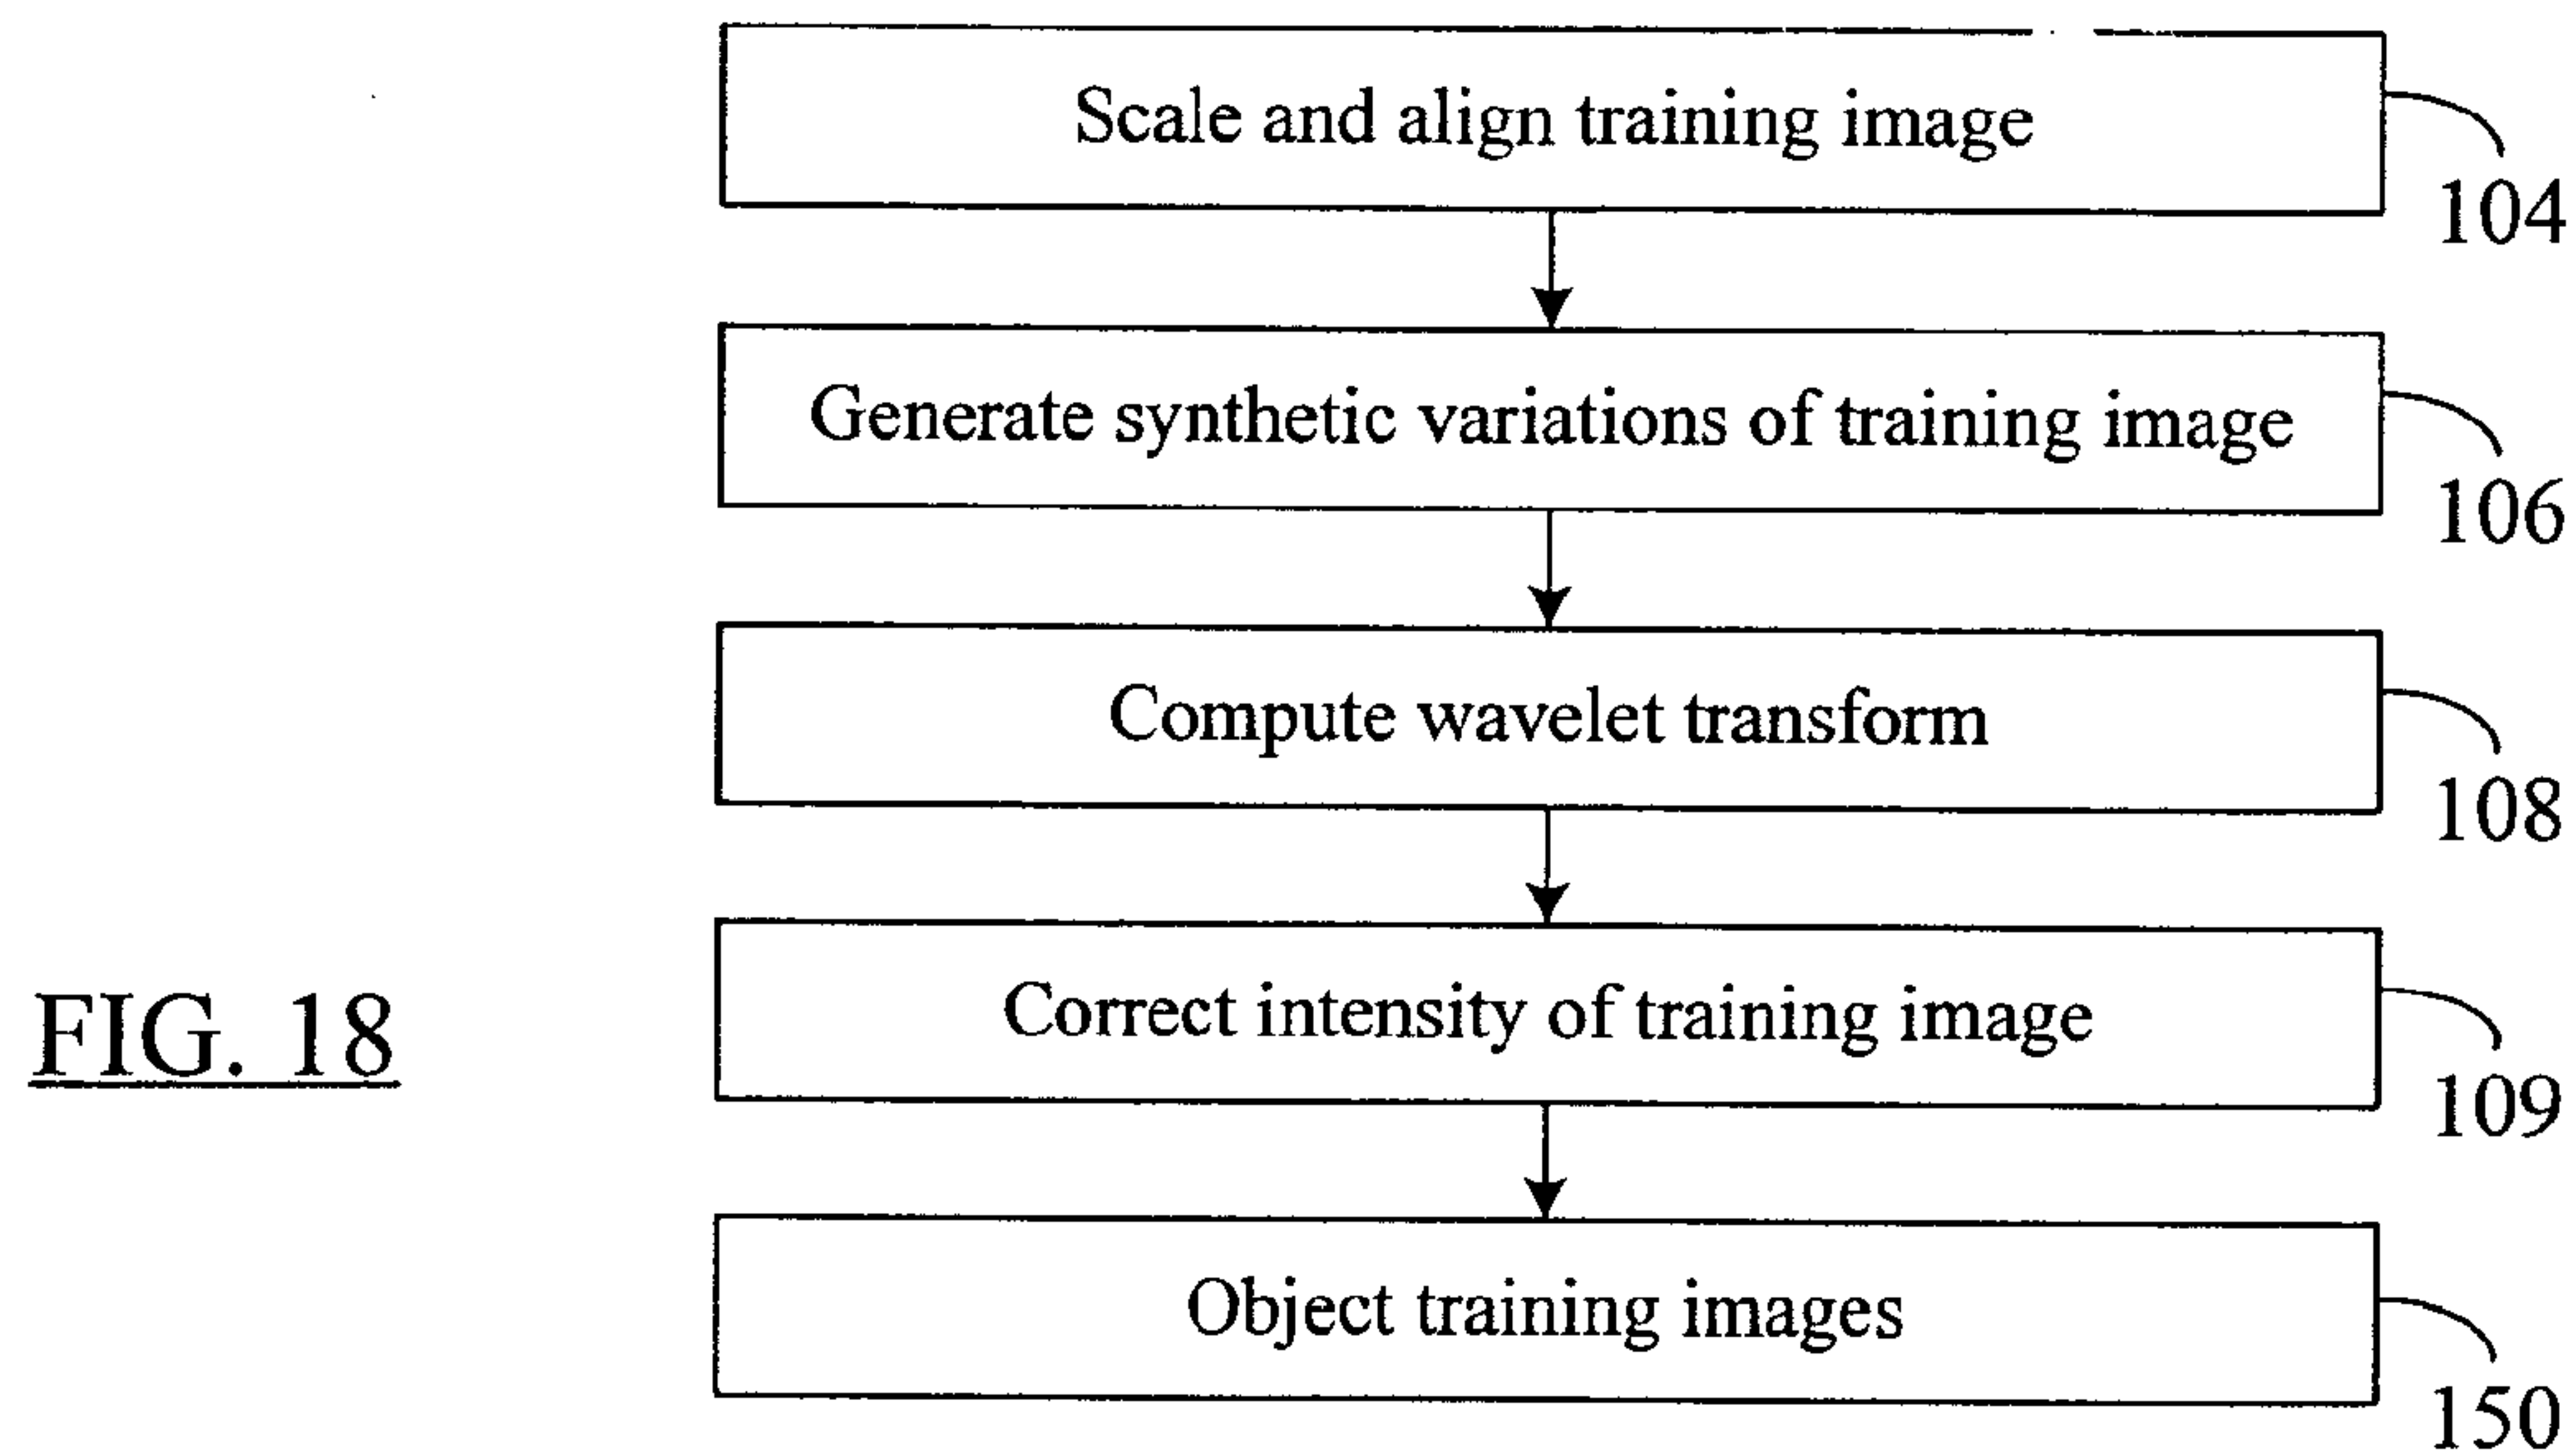 Scale and align training image
104
Generate synthetic variations of training image
106
Compute wavelet transform
108
Correct intensity of training image
109
Object training images
150
FIG. 18